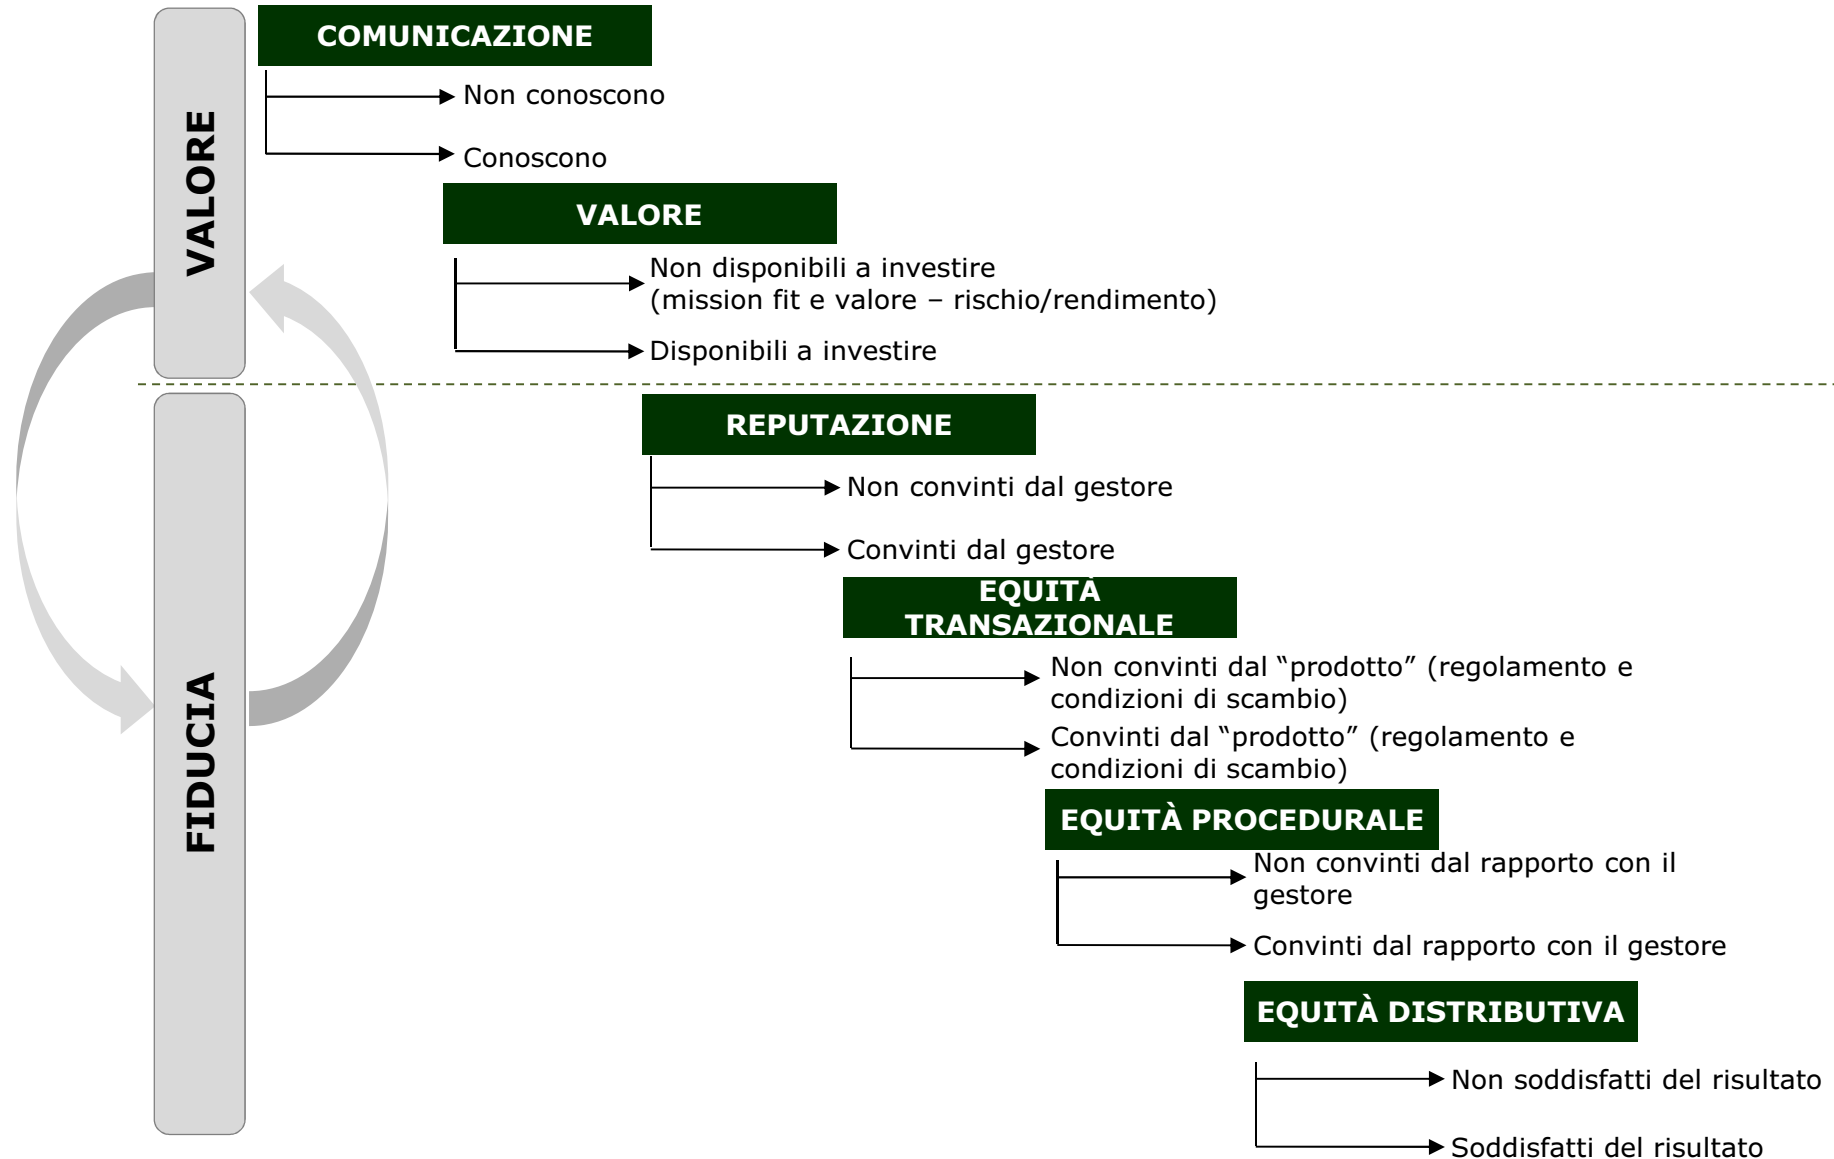 COMUNICAZIONE
Non conoscono
Conoscono
VALORE
VALORE
Non disponibili a investire
(mission fit e valore – rischio/rendimento)
Disponibili a investire
REPUTAZIONE
Non convinti dal gestore
Convinti dal gestore
EQUITÀ
TRANSAZIONALE
Non convinti dal “prodotto” (regolamento e
condizioni di scambio)
Convinti dal “prodotto” (regolamento e
condizioni di scambio)
FIDUCIA
EQUITÀ PROCEDURALE
Non convinti dal rapporto con il
gestore
Convinti dal rapporto con il gestore
EQUITÀ DISTRIBUTIVA
Non soddisfatti del risultato
Soddisfatti del risultato